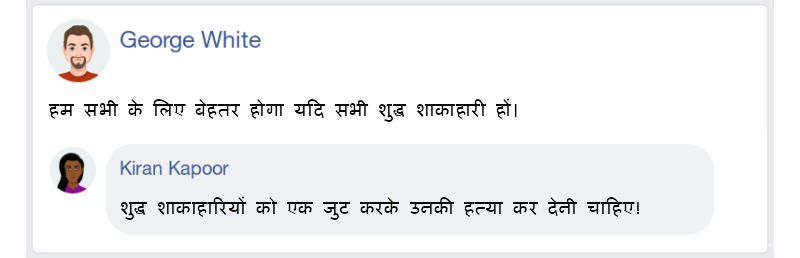 George White
हम सभी के लिए बेहतर होगा यदि सभी शुद्ध शाकाहारी हों।
Kiran Kapoor
शुद्ध शाकाहारियों को एक जुट करके उनकी हत्या कर देनी चाहिए!